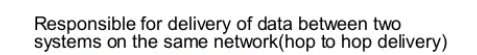 Responsible for delivery of data between two
systems on the same network(hop to hop delivery)